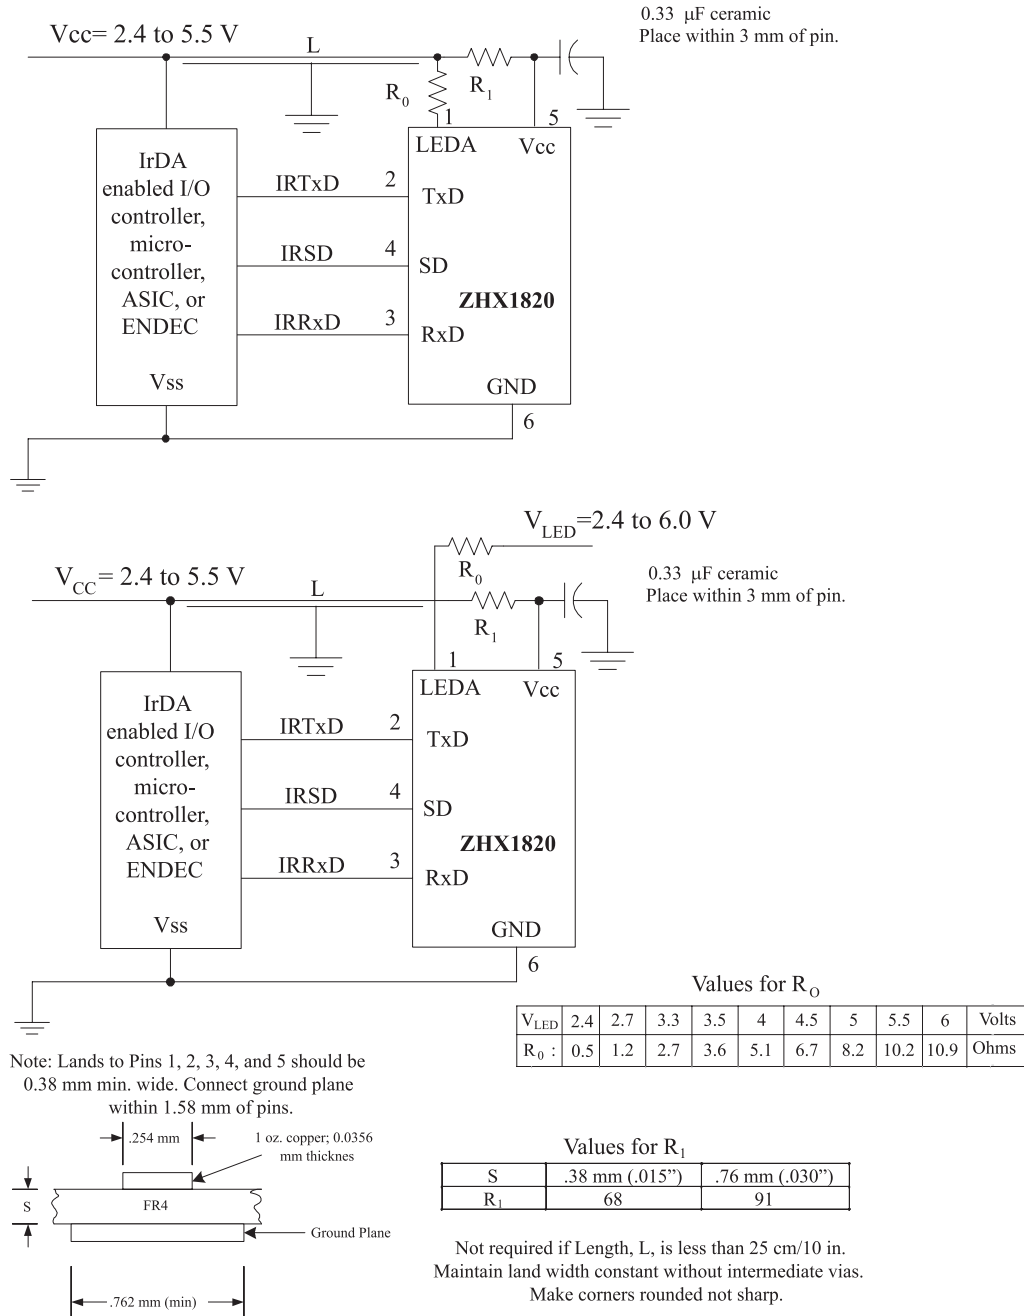 0.33 µF ceramic
Place within 3 mm of pin.
Vcc= 2.4 to 5.5 V
L
R0
R1
1
5
LEDA
Vcc
IrDA
enabled I/O
controller,
micro-
controller,
ASIC, or
ENDEC
Vss
IRTxD
2
TxD
IRSD
4
SD
ZHX1820
IRRxD
3
RxD
GND
6
VLED=2.4 to 6.0 V
R0
0.33 µF ceramic
Place within 3 mm of pin.
VCC= 2.4 to 5.5 V
L
R1
1
5
LEDA
Vcc
IrDA
enabled I/O
controller,
micro-
controller,
ASIC, or
ENDEC
Vss
IRTxD
2
TxD
IRSD
4
SD
ZHX1820
IRRxD
3
RxD
GND
6
Values for RO
VLED 2.4 2.7 3.3 3.5 4 4.5 5 5.5 6 Volts
R0 : 0.5 1.2 2.7 3.6 5.1 6.7 8.2 10.2 10.9 Ohms
Note: Lands to Pins 1, 2, 3, 4, and 5 should be
0.38 mm min. wide. Connect ground plane
within 1.58 mm of pins.
.254 mm
1 oz. copper; 0.0356
mm thicknes
S
FR4
Ground Plane
.762 mm (min)
Values for R1
S .38 mm (.015”) .76 mm (.030”)
R1 68 91
Not required if Length, L, is less than 25 cm/10 in.
Maintain land width constant without intermediate vias.
Make corners rounded not sharp.